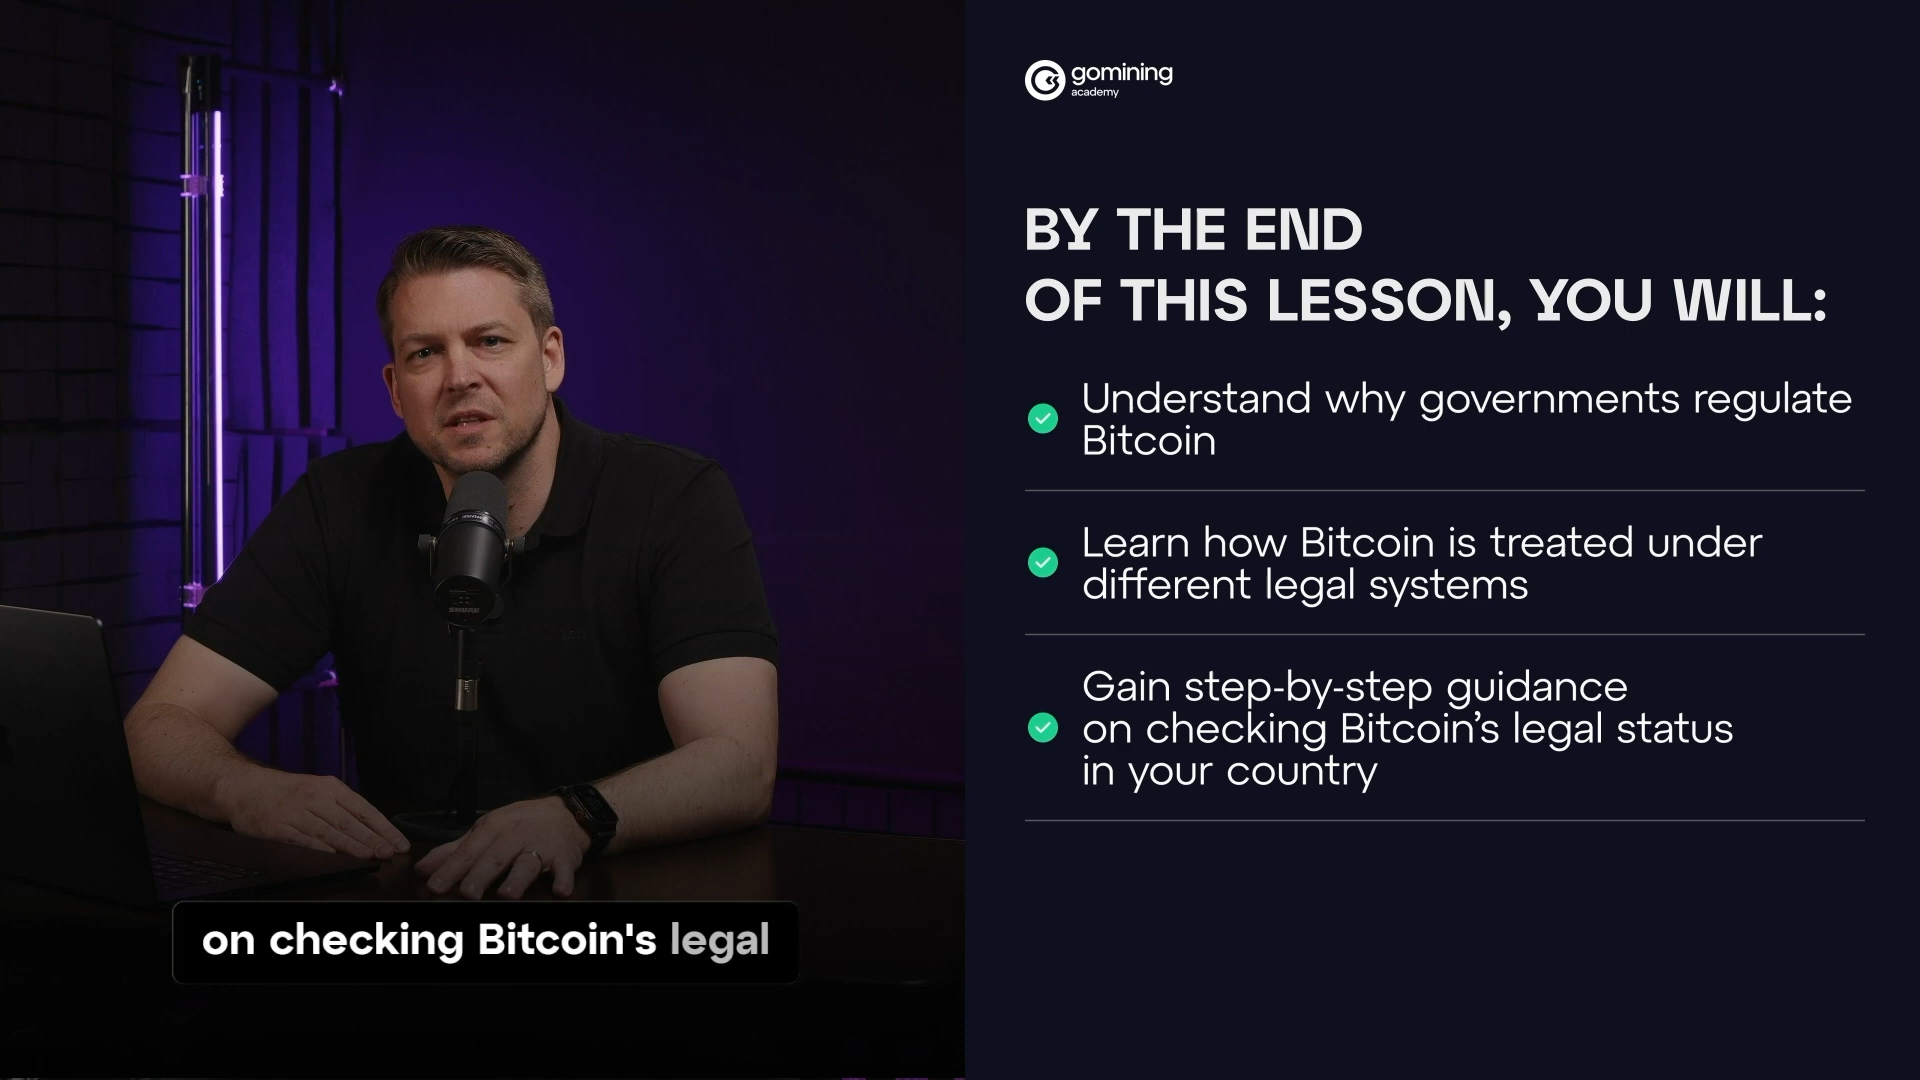 gomining
academy
BY THE END
OF THIS LESSON, YOU WILL:
Understand why governments regulate
Bitcoin
Learn how Bitcoin is treated under
different legal systems
Gain step-by-step guidance
on checking Bitcoin’s legal status
in your country
SHURE
on checking Bitcoin's legal